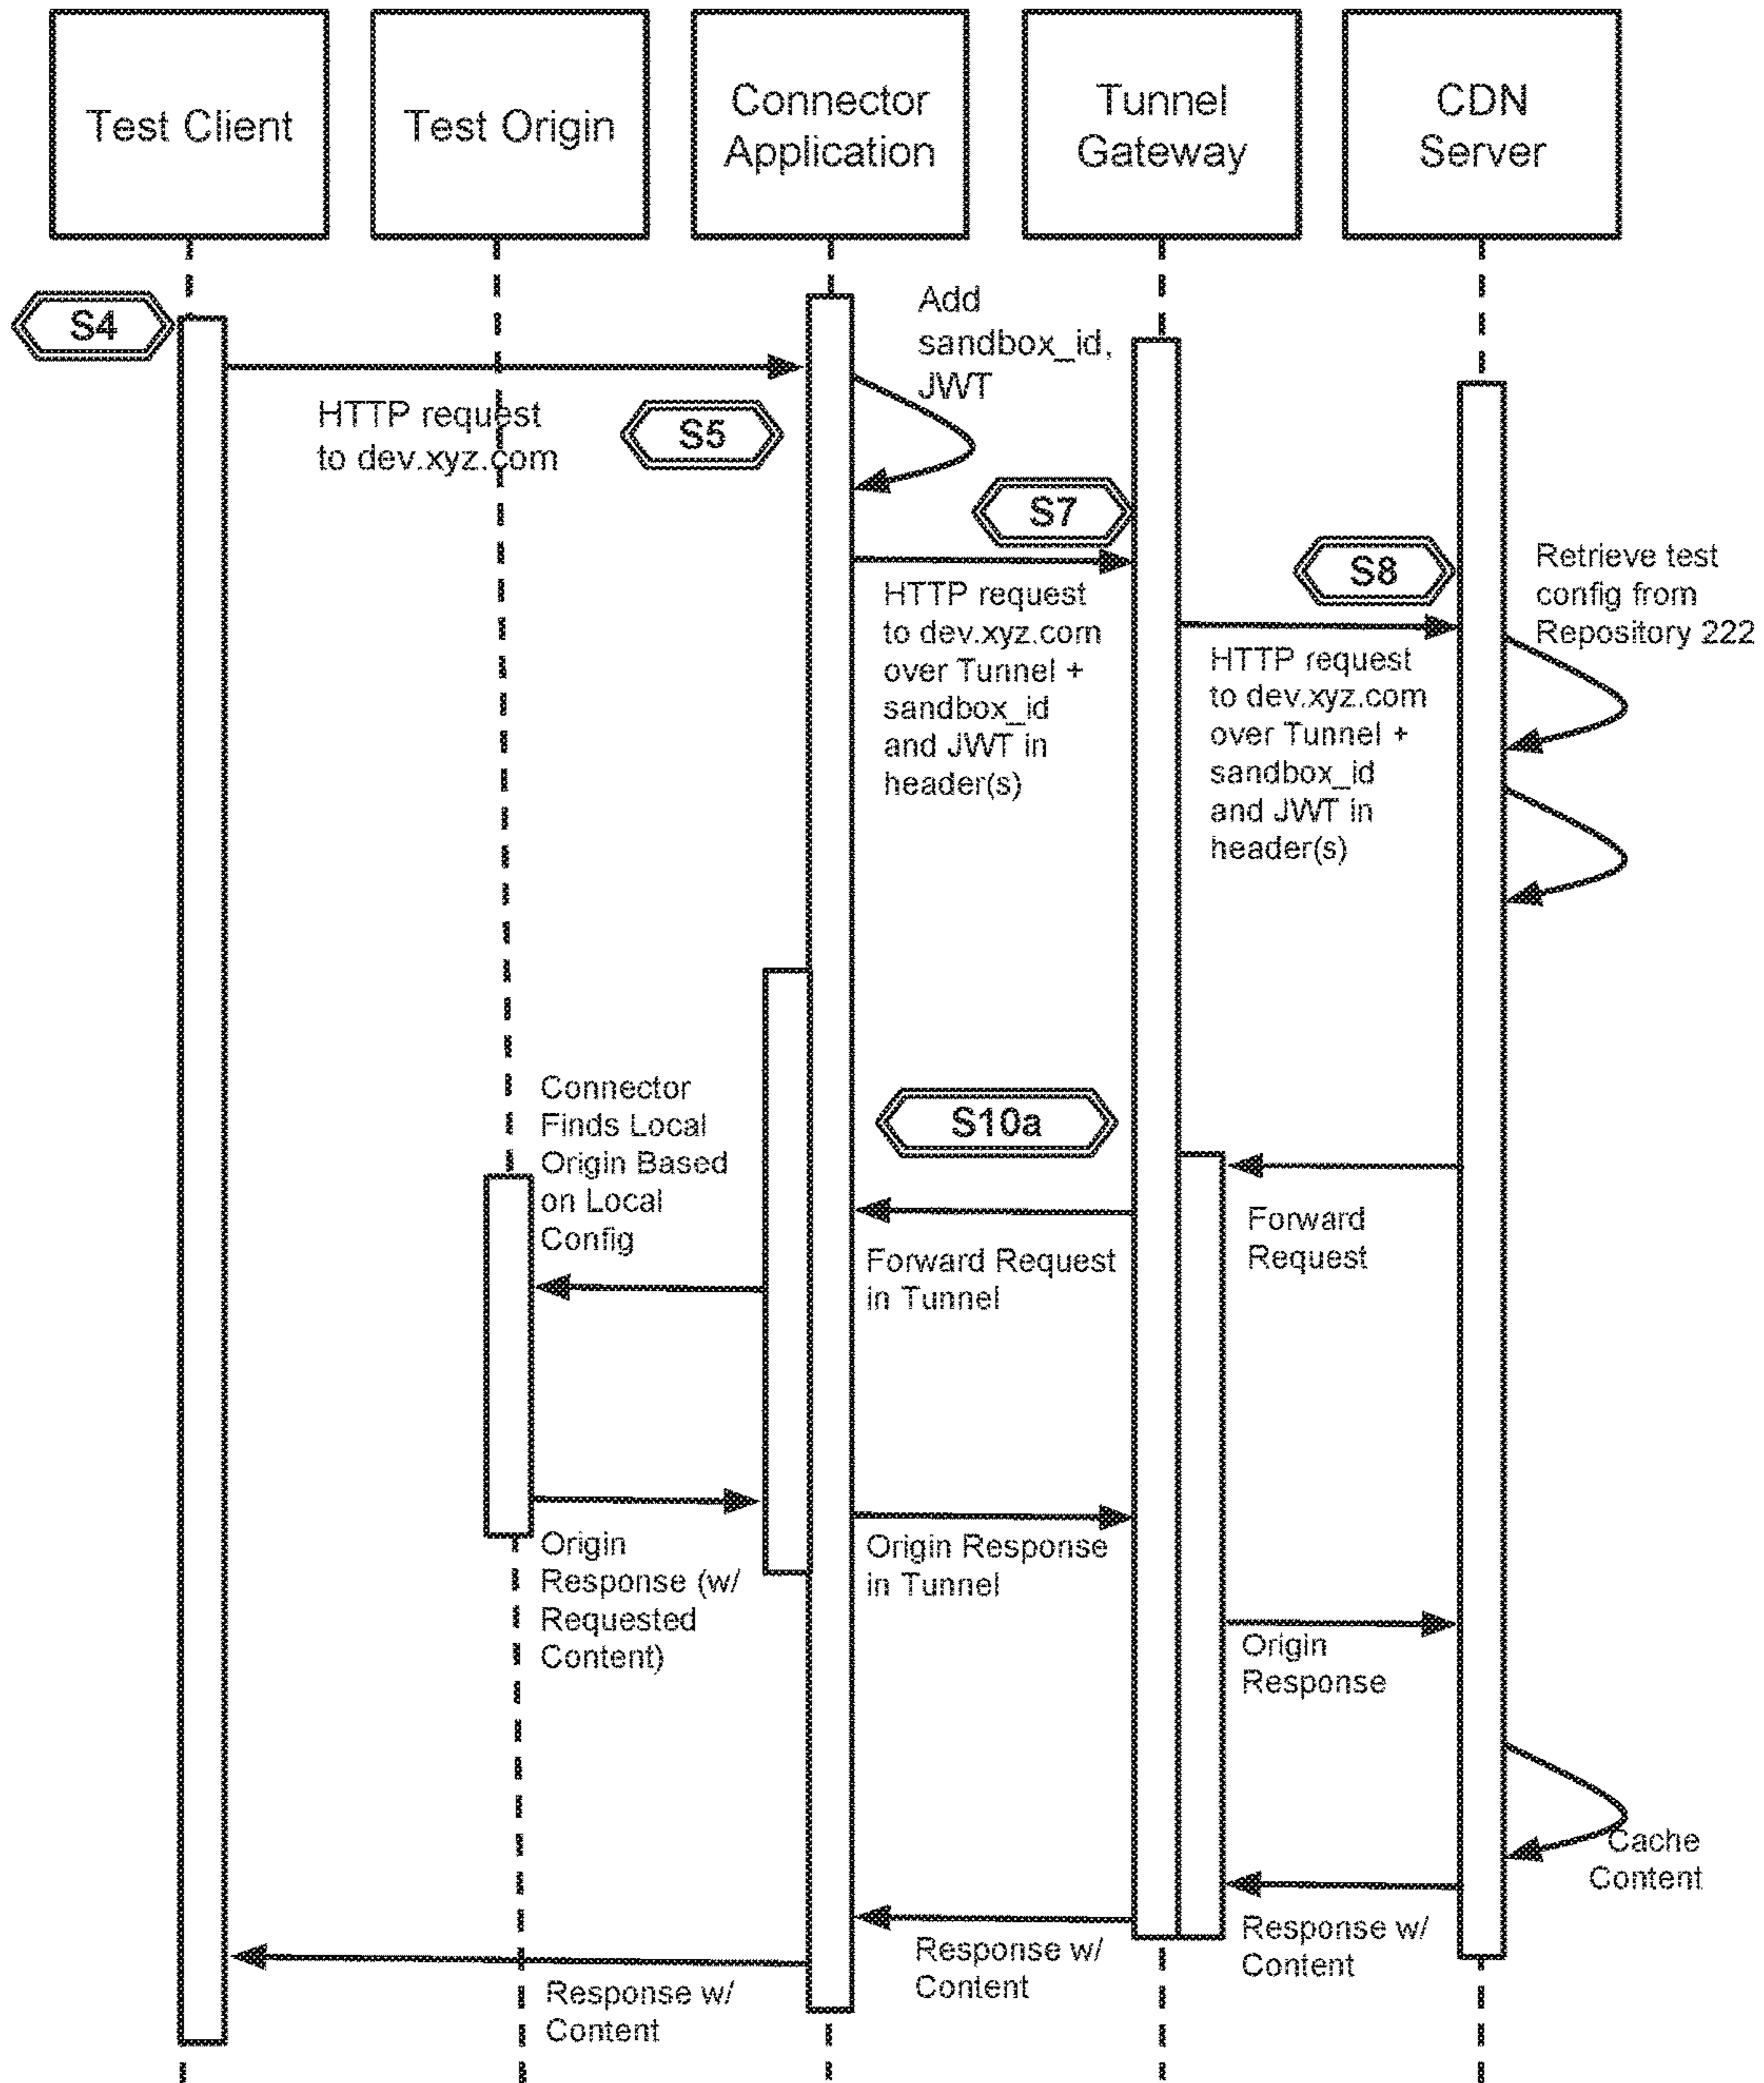 Test Client
Test Origin
Connector
Application
Tunnel
Gateway
CDN
Server
S4
Add
sandbox_id,
JWT
HTTP request
to dev.xyz.com
S5
S7
HTTP request
to dev.xyz.com
over Tunnel +
sandbox_id
and JWT in
header(s)
S8
Retrieve test
config from
Repository 222
HTTP request
to dev.xyz.com
over Tunnel +
sandbox_id
and JWT in
header(s)
Connector
Finds Local
Origin Based
on Local
Config
S10a
Forward
Request
Forward Request
in Tunnel
Origin
Response (w/
Requested
Content)
Origin Response
in Tunnel
Origin
Response
Cache
Content
Response w/
Content
Response w/
Content
Response w/
Content